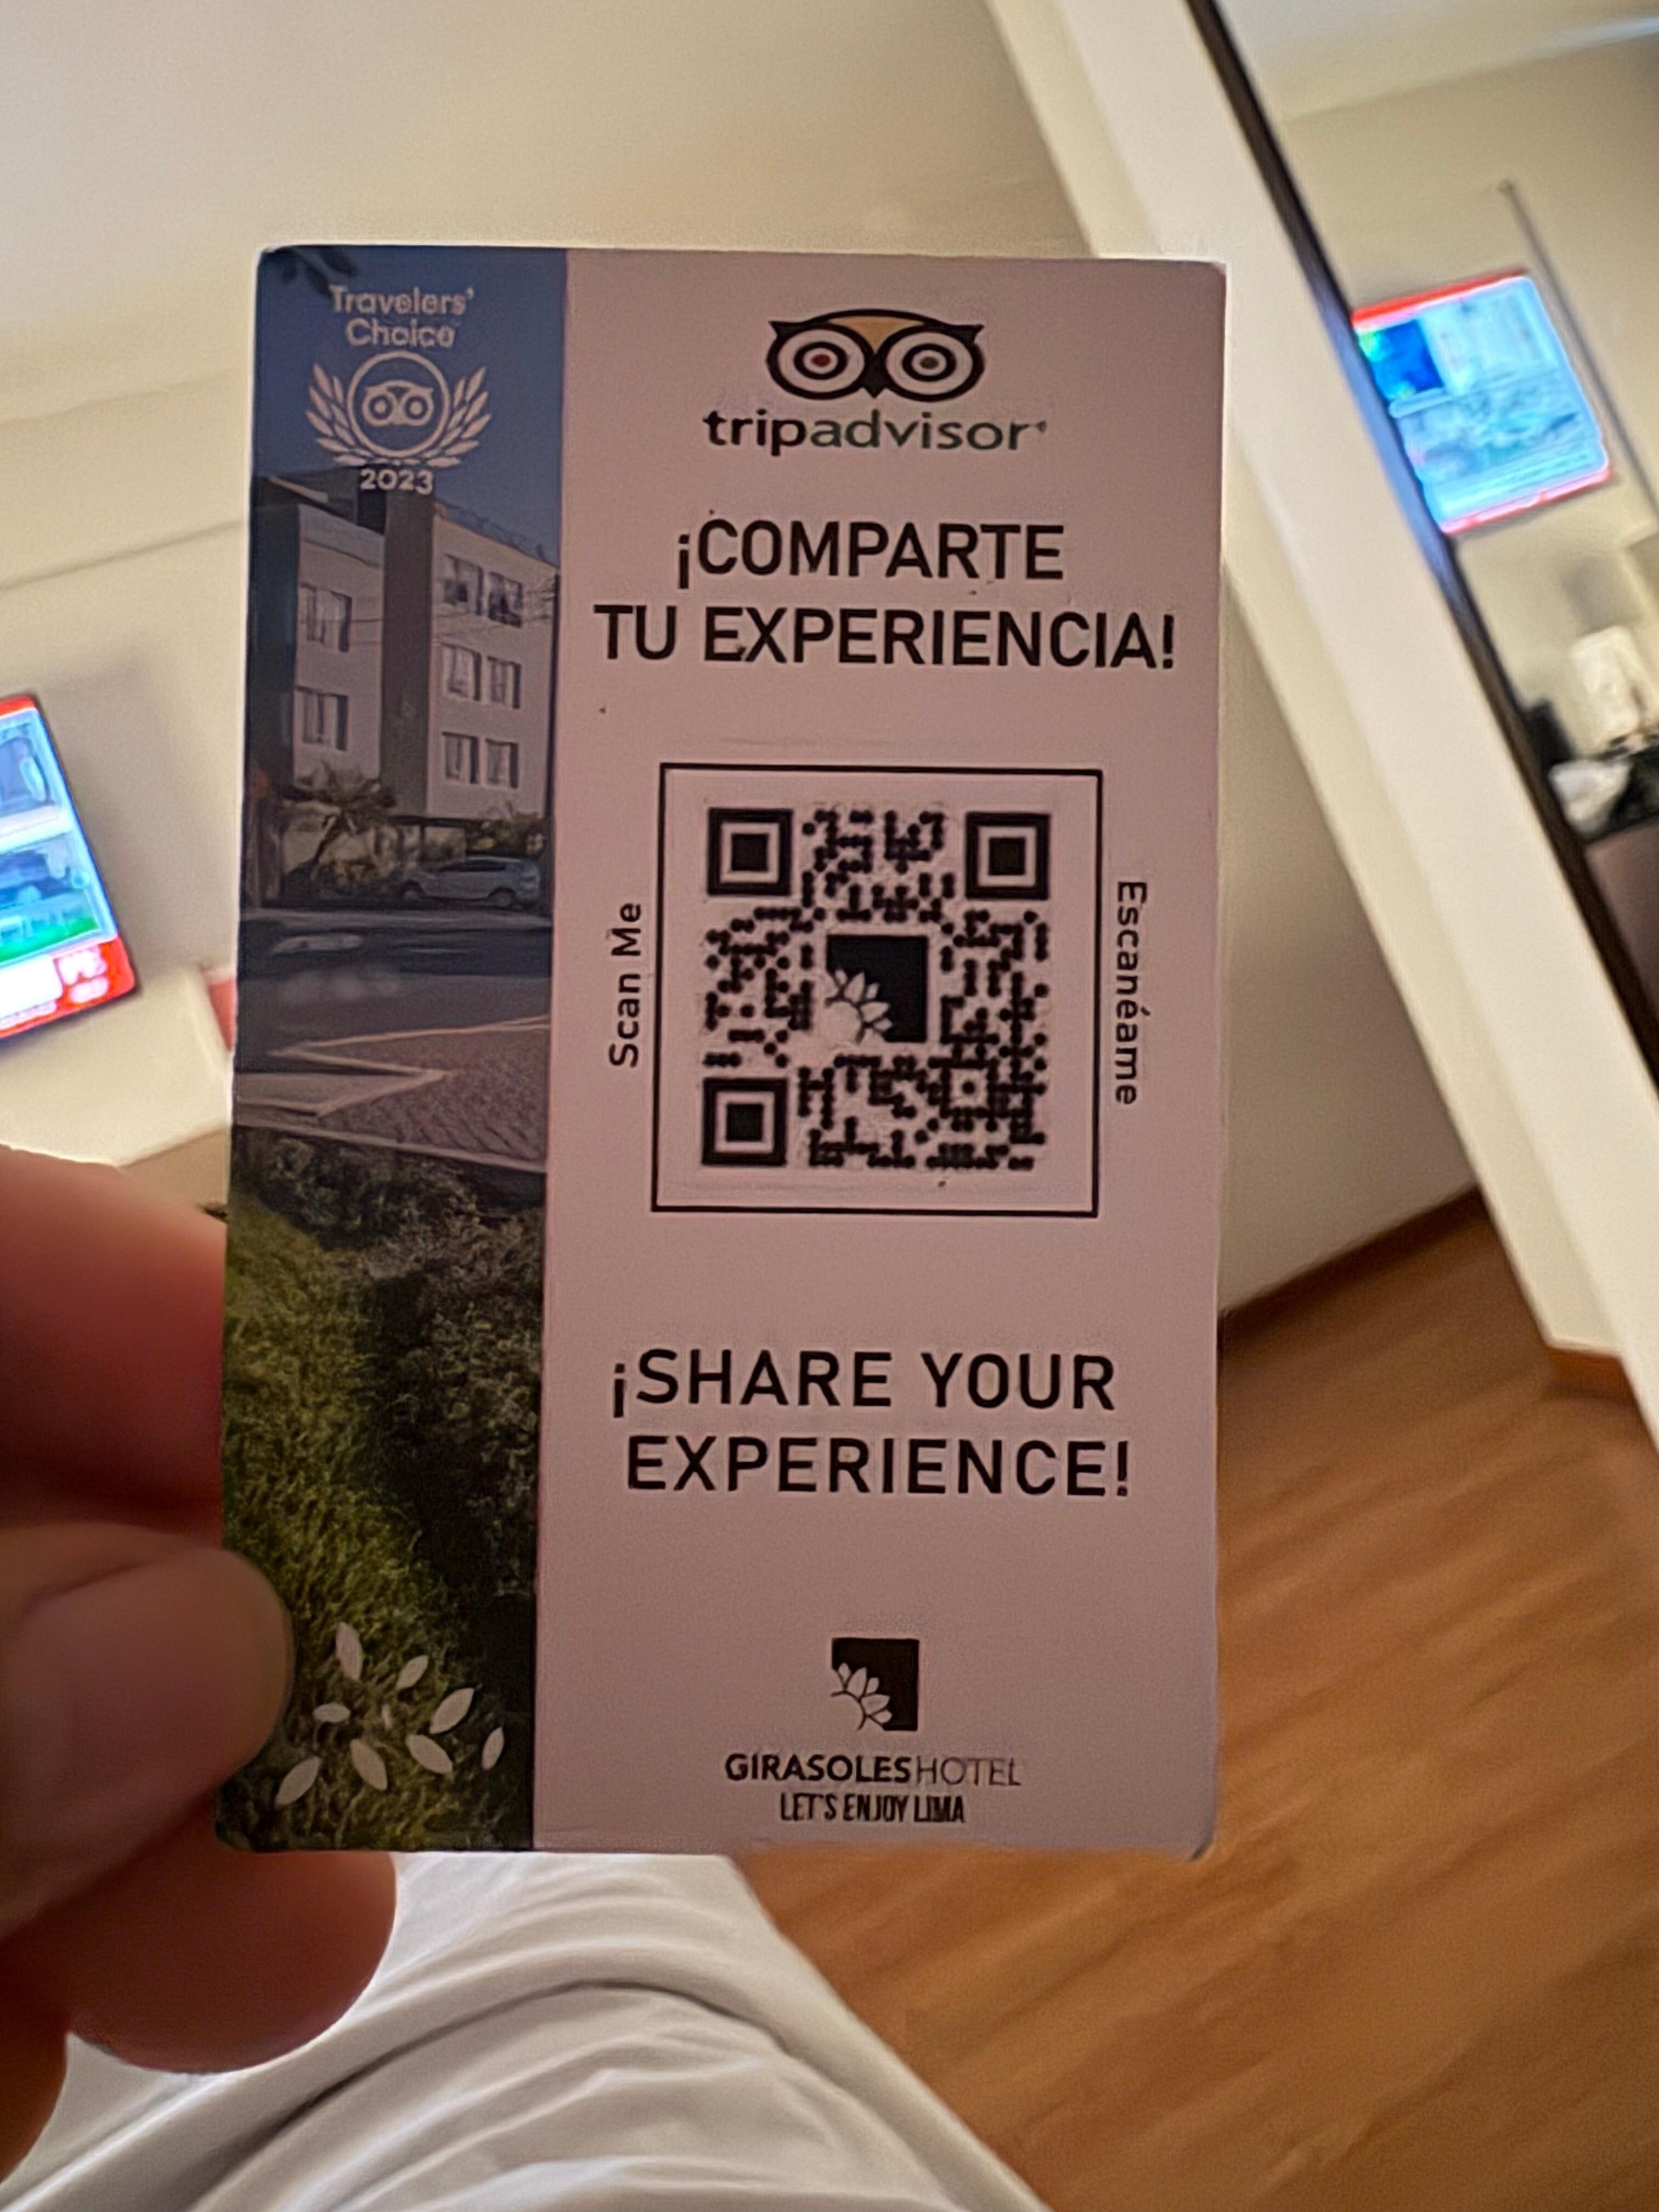 Travelers'
Choice
2023
tripadvisor
¡COMPARTE
TU EXPERIENCIA!
Scan Me
Escanéame
¡SHARE YOUR
EXPERIENCE!
GIRASOLESHOTEL
LET'S ENJOY LIMA